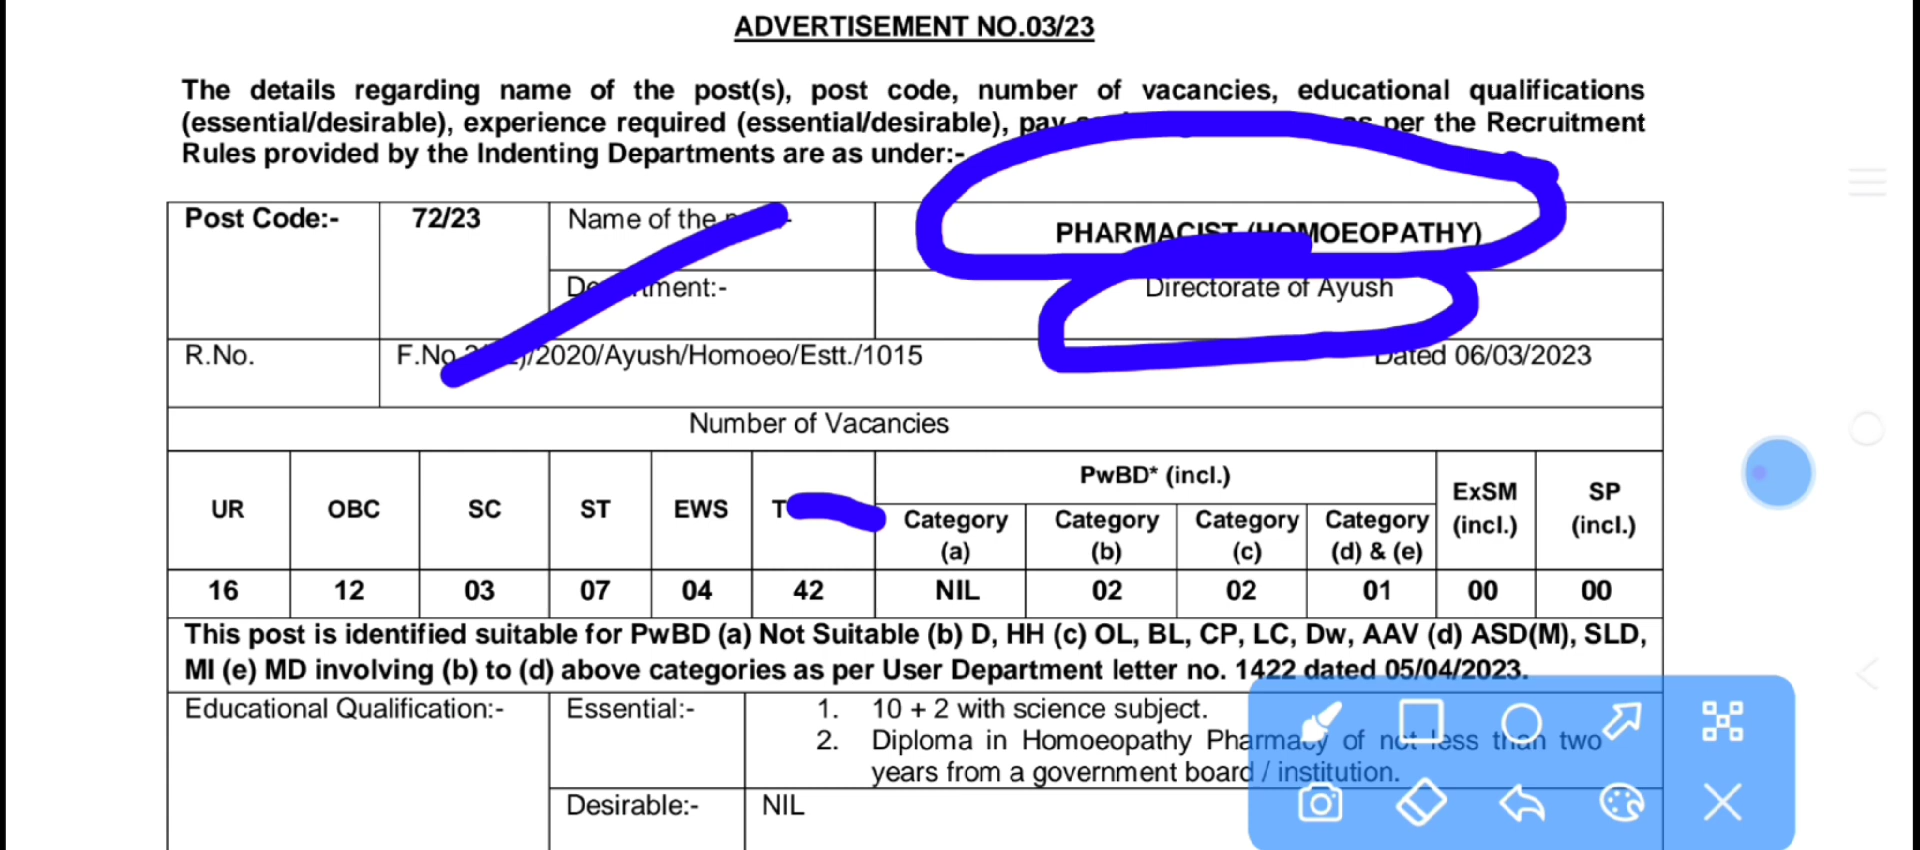 ADVERTISEMENT NO.03/23
The details regarding name of the post(s), post code, number of vacancies, educational qualifications
(essential/desirable), experience required (essential/desirable), pay per the Recruitment
Rules provided by the Indenting Departments are as under:-
Post Code:- 72/23 Name of the PHARMACIST (HOMOEOPATHY)
Directorate of Ayush
R.No. F.No /2020/Ayush/Homoeo/Estt./1015 Dated 06/03/2023
Number of Vacancies
UR OBC SC ST EWS PwBD* (incl.) ExSM (incl.) SP (incl.)
Category (a) Category (b) Category (c) Category (d) & (e)
16 12 03 07 04 42 NIL 02 02 01 00 00
This post is identified suitable for PwBD (a) Not Suitable (b) D, HH (c) OL, BL, CP, LC, Dw, AAV (d) ASD(M), SLD,
MI (e) MD involving (b) to (d) above categories as per User Department letter no. 1422 dated 05/04/2023.
Educational Qualification:- Essential:- 1. 10 + 2 with science subject.
2. Diploma in Homoeopathy Pharmacy of not less than two
years from a government board / institution.
Desirable:- NIL